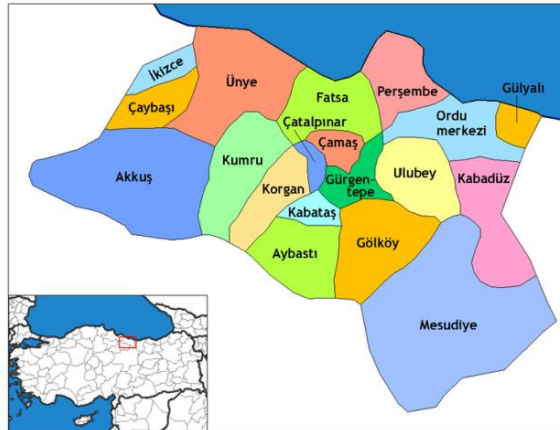 İkizce
Ünye
Perşembe
Gülyalı
Çaybaşı
Fatsa
Ordu
merkezi
Çatalpınar
Çamaş
Akkuş
Kumru
Korgan
Gürgen-
tepe
Ulubey
Kabadüz
Kabataş
Aybastı
Gölköy
Mesudiye